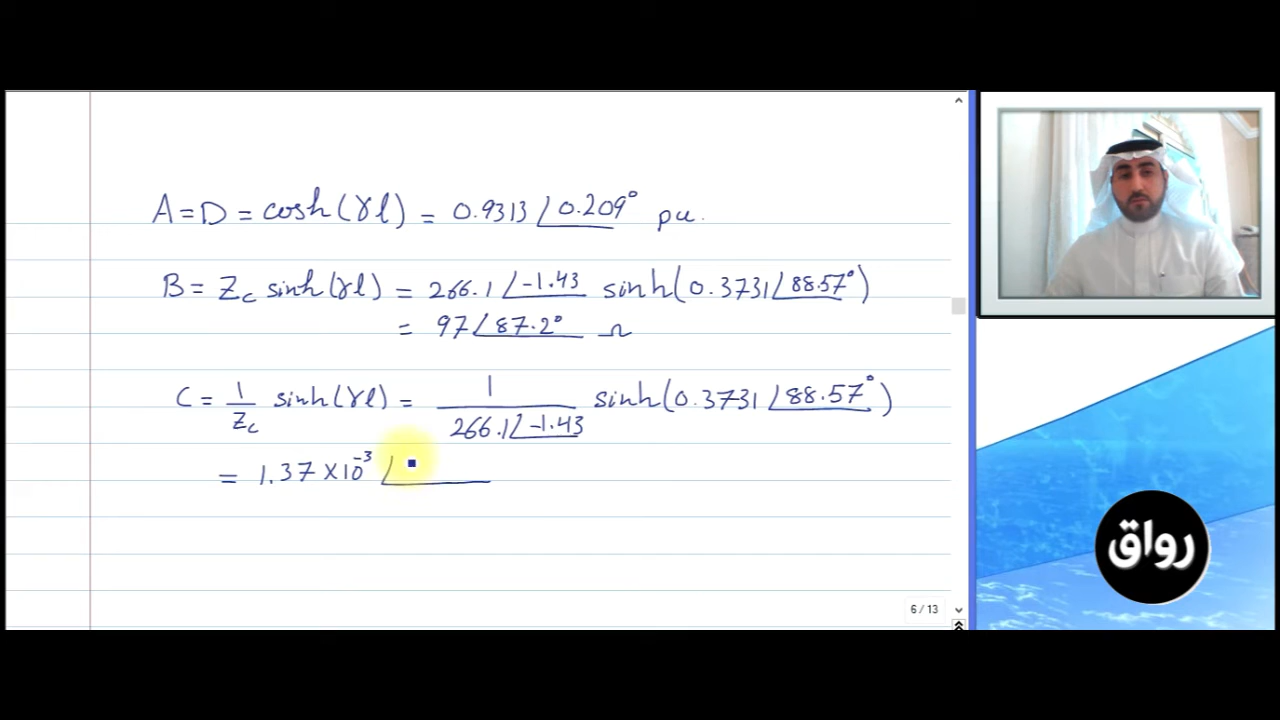 A = D = cosh(γl) = 0.9313 ∠0.209° pu.
B = Zc sinh(γl) = 266.1 ∠-1.43 sinh(0.3731 ∠88.57°)
= 97 ∠87.2° Ω
C = 1/Zc sinh(γl) = 1/(266.1 ∠-1.43) sinh(0.3731 ∠88.57°)
= 1.37 × 10⁻³ ∠
رواق
6 / 13